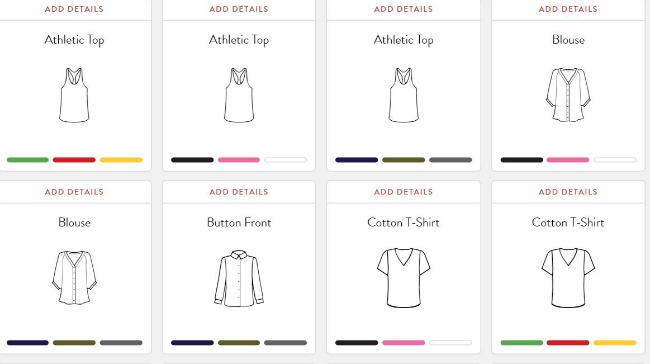 ADD DETAILS
ADD DETAILS
ADD DETAILS
ADD DETAILS
Athletic Top
Athletic Top
Athletic Top
Blouse
ADD DETAILS
ADD DETAILS
ADD DETAILS
ADD DETAILS
Blouse
Button Front
Cotton T-Shirt
Cotton T-Shirt